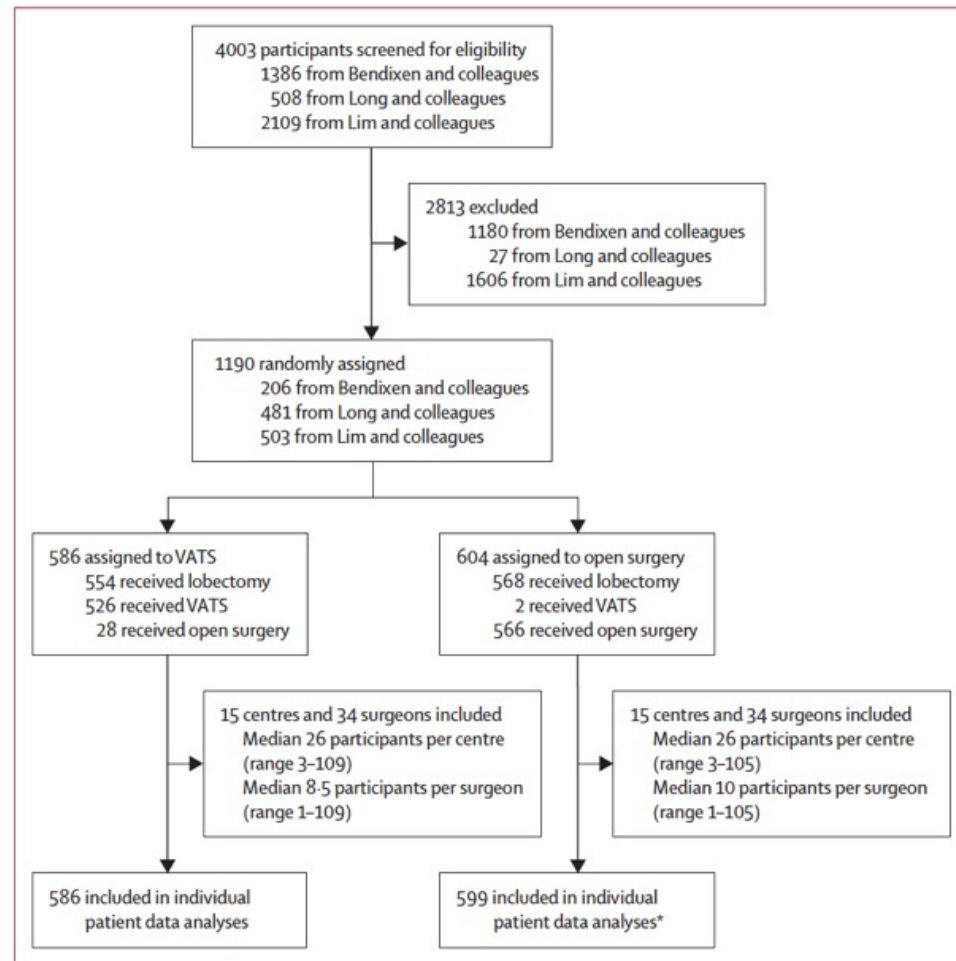 4003 participants screened for eligibility
1386 from Bendixen and colleagues
508 from Long and colleagues
2109 from Lim and colleagues
2813 excluded
1180 from Bendixen and colleagues
27 from Long and colleagues
1606 from Lim and colleagues
1190 randomly assigned
206 from Bendixen and colleagues
481 from Long and colleagues
503 from Lim and colleagues
586 assigned to VATS
554 received lobectomy
526 received VATS
28 received open surgery
604 assigned to open surgery
568 received lobectomy
2 received VATS
566 received open surgery
15 centres and 34 surgeons included
Median 26 participants per centre
(range 3–109)
Median 8·5 participants per surgeon
(range 1–109)
15 centres and 34 surgeons included
Median 26 participants per centre
(range 3–105)
Median 10 participants per surgeon
(range 1–105)
586 included in individual
patient data analyses
599 included in individual
patient data analyses*